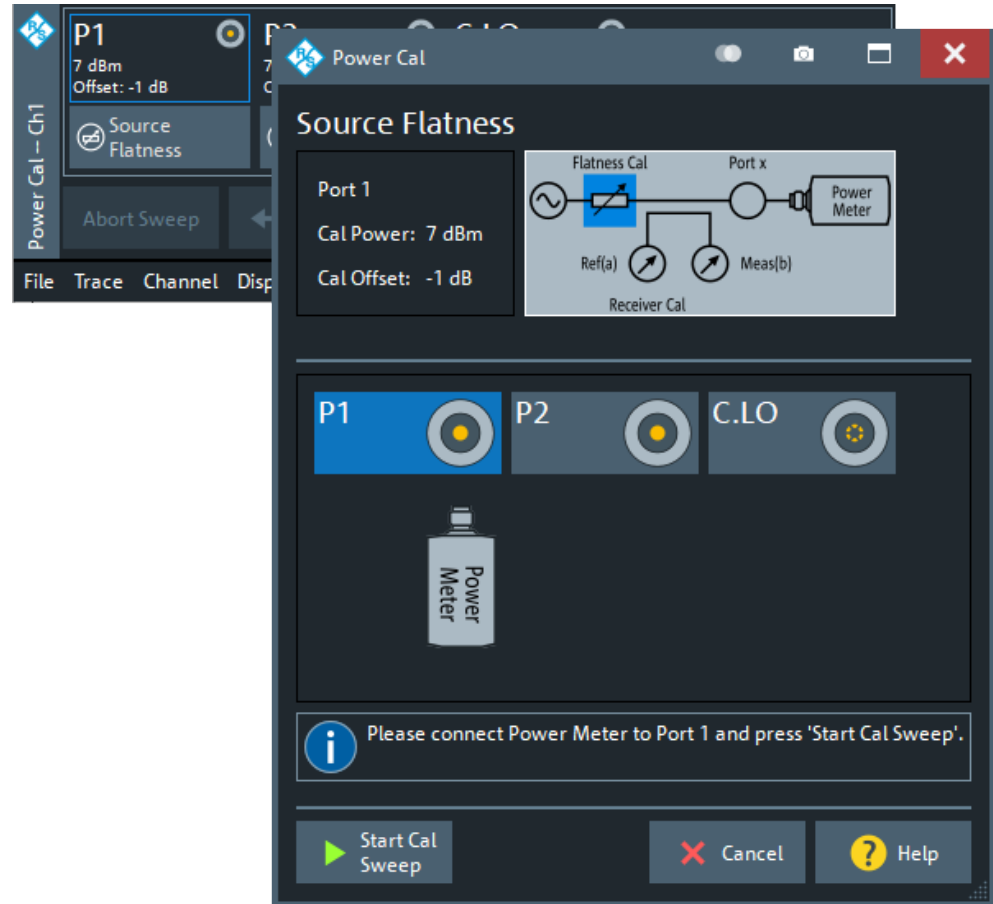 P1
7 dBm
Offset: -1 dB
Source
Flatness
Power Cal – Ch1
Abort Sweep
File Trace Channel
Power Cal
Source Flatness
Port 1
Cal Power: 7 dBm
Cal Offset: -1 dB
Flatness Cal
Port x
Power
Meter
Ref(a)
Meas(b)
Receiver Cal
P1
P2
C.LO
Power
Meter
Please connect Power Meter to Port 1 and press 'Start Cal Sweep'.
Start Cal
Sweep
Cancel
Help